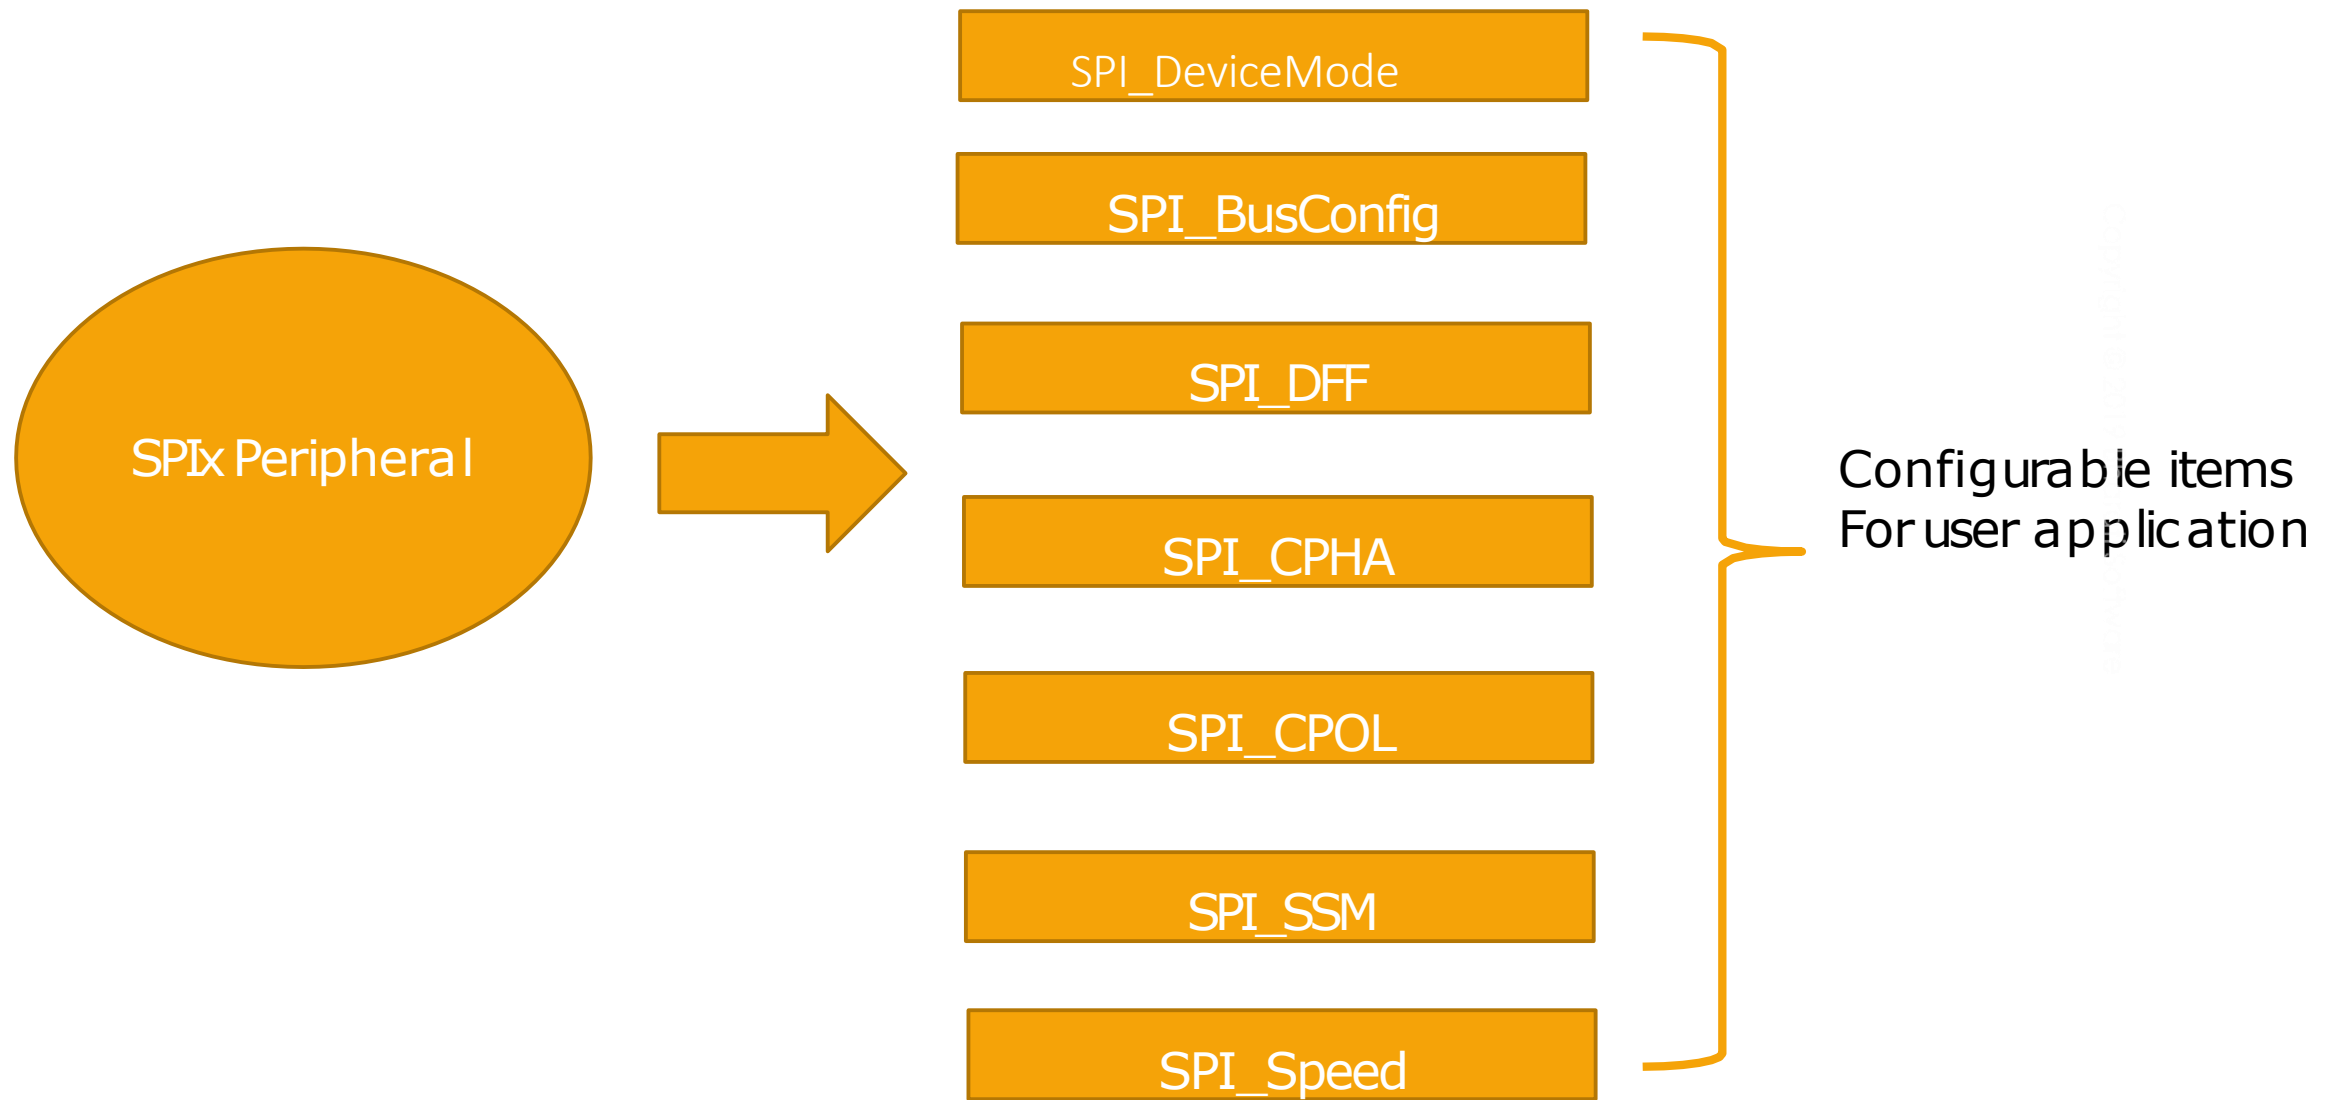 SPI_DeviceMode
SPI_BusConfig
SPI_DFF
SPIx Peripheral
SPI_CPHA
Configurable items
For user application
SPI_CPOL
SPI_SSM
SPI_Speed